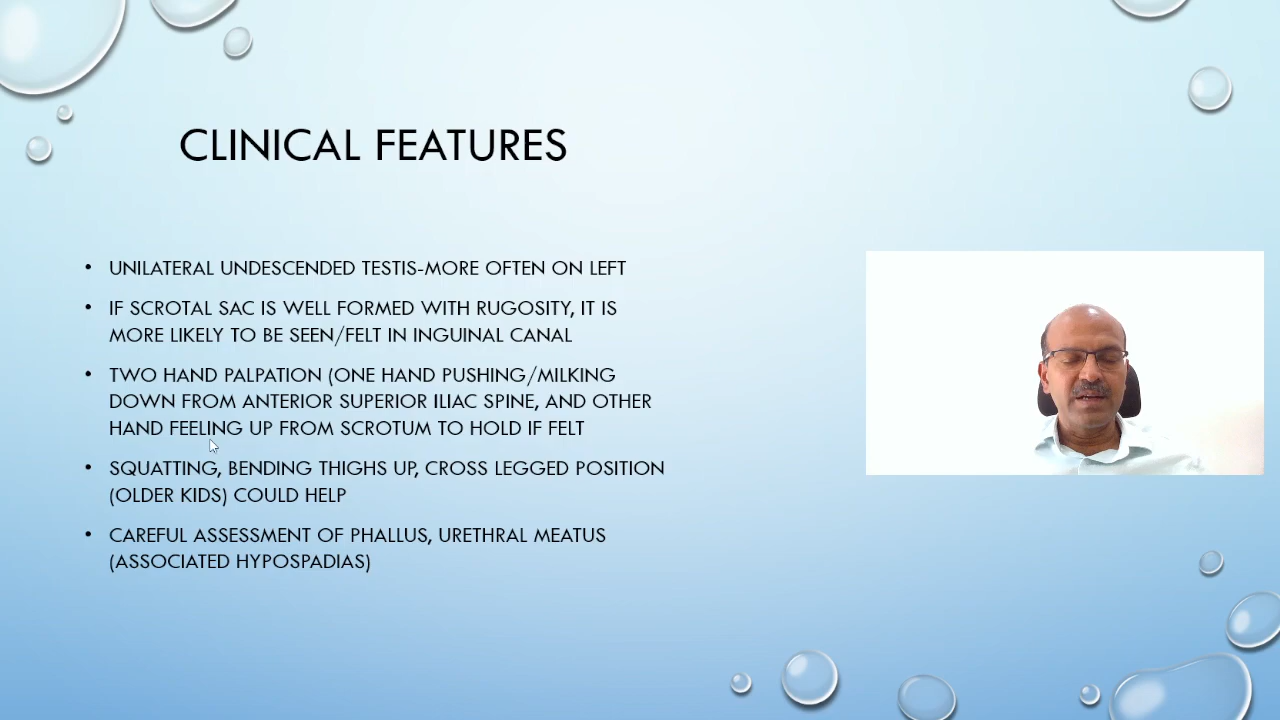 CLINICAL FEATURES
• UNILATERAL UNDESCENDED TESTIS-MORE OFTEN ON LEFT
• IF SCROTAL SAC IS WELL FORMED WITH RUGOSITY, IT IS
MORE LIKELY TO BE SEEN/FELT IN INGUINAL CANAL
• TWO HAND PALPATION (ONE HAND PUSHING/MILKING
DOWN FROM ANTERIOR SUPERIOR ILIAC SPINE, AND OTHER
HAND FEELING UP FROM SCROTUM TO HOLD IF FELT
• SQUATTING, BENDING THIGHS UP, CROSS LEGGED POSITION
(OLDER KIDS) COULD HELP
• CAREFUL ASSESSMENT OF PHALLUS, URETHRAL MEATUS
(ASSOCIATED HYPOSPADIAS)